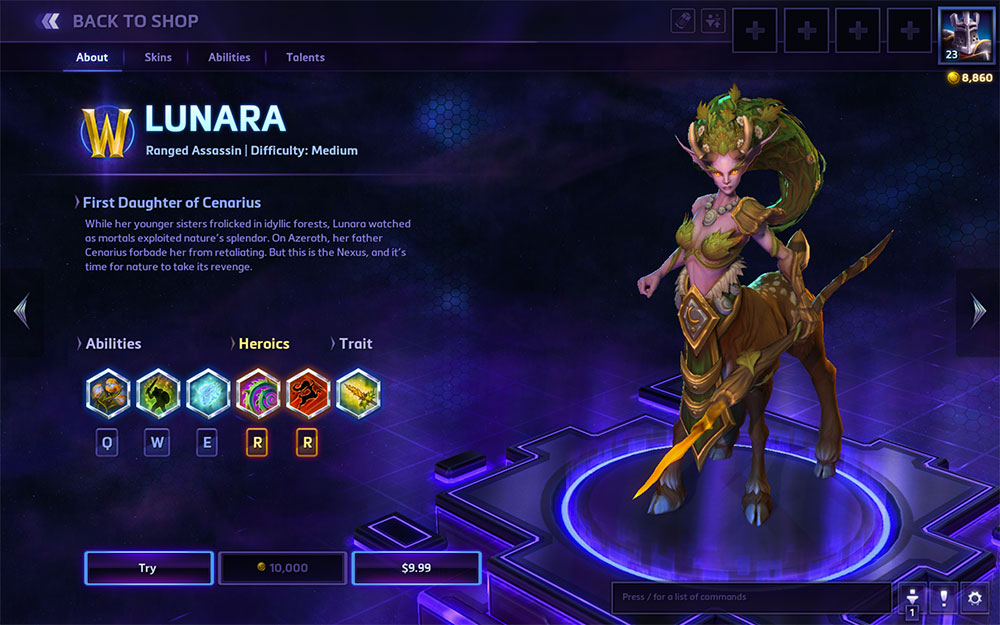 BACK TO SHOP
23
8,860
About
Skins
Abilities
Talents
W
LUNARA
Ranged Assassin | Difficulty: Medium
First Daughter of Cenarius
While her younger sisters frolicked in idyllic forests, Lunara watched
as mortals exploited nature's splendor. On Azeroth, her father
Cenarius forbade her from retaliating. But this is the Nexus, and it's
time for nature to take its revenge.
Abilities
Heroics
Trait
Q
W
E
R
R
Try
10,000
$9.99
Press / for a list of commands
1